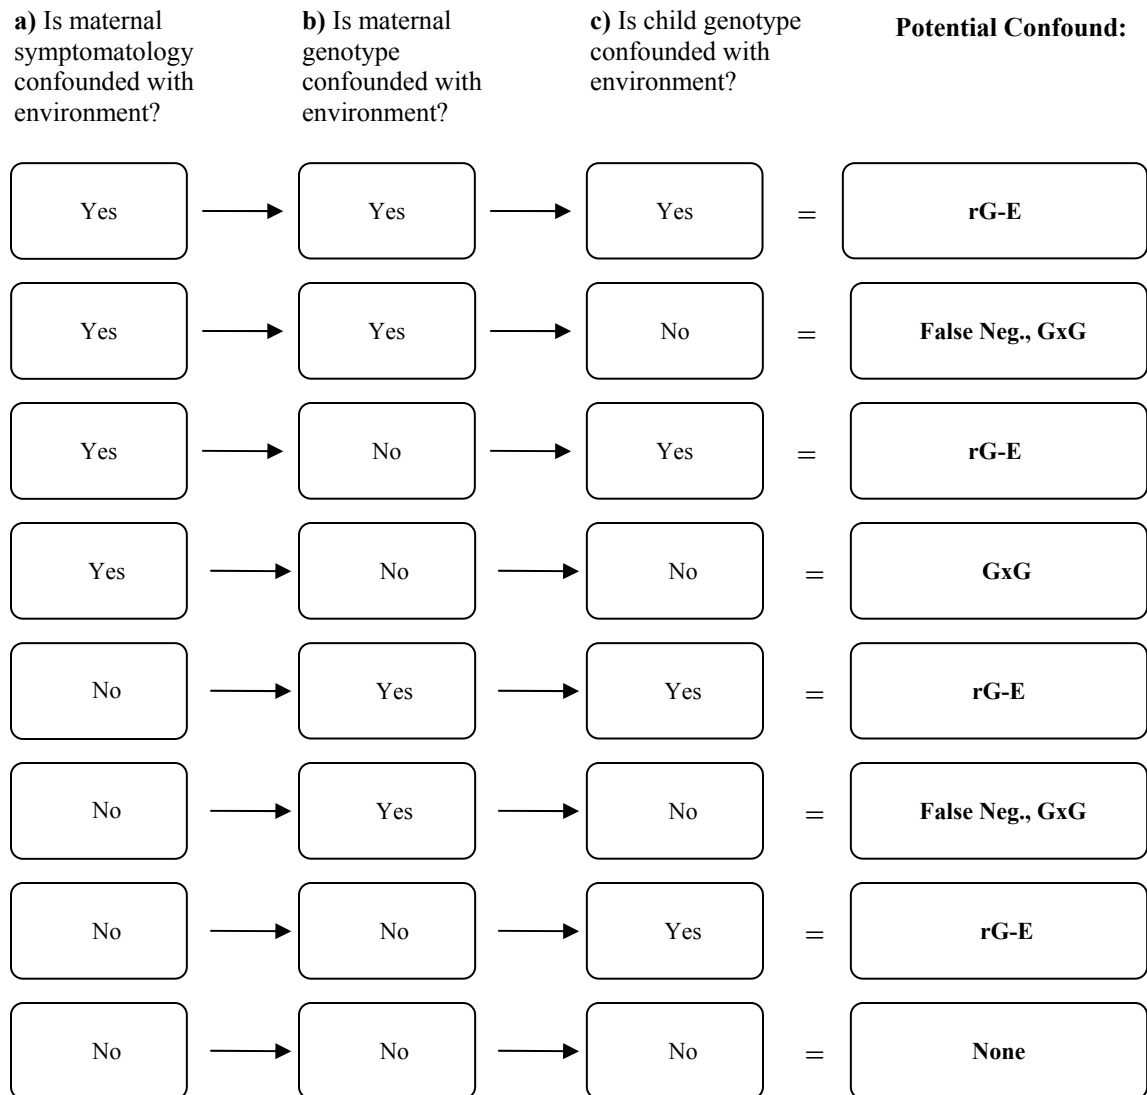 a) Is maternal
symptomatology
confounded with
environment?
b) Is maternal
genotype
confounded with
environment?
c) Is child genotype
confounded with
environment?
Potential Confound:
Yes Yes Yes = rG-E
Yes Yes No = False Neg., GxG
Yes No Yes = rG-E
Yes No No = GxG
No Yes Yes = rG-E
No Yes No = False Neg., GxG
No No Yes = rG-E
No No No = None